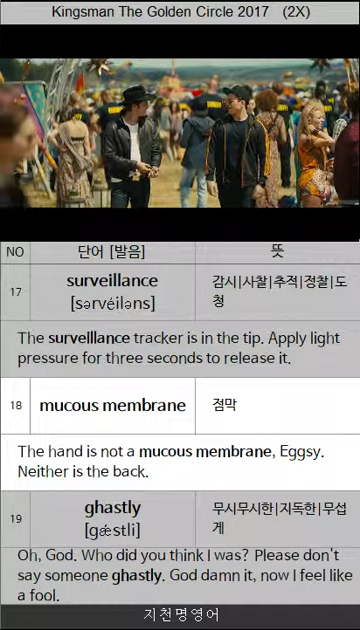 Kingsman The Golden Circle 2017 (2X)
NO 단어 [발음] 뜻
17 surveillance [sərvéiləns] 감시|사찰|추적|정찰|도청
The surveillance tracker is in the tip. Apply light
pressure for three seconds to release it.
18 mucous membrane 점막
The hand is not a mucous membrane, Eggsy.
Neither is the back.
19 ghastly [gǽstli] 무시무시한|지독한|무섭게
Oh, God. Who did you think I was? Please don't
say someone ghastly. God damn it, now I feel like
a fool.
지천명영어